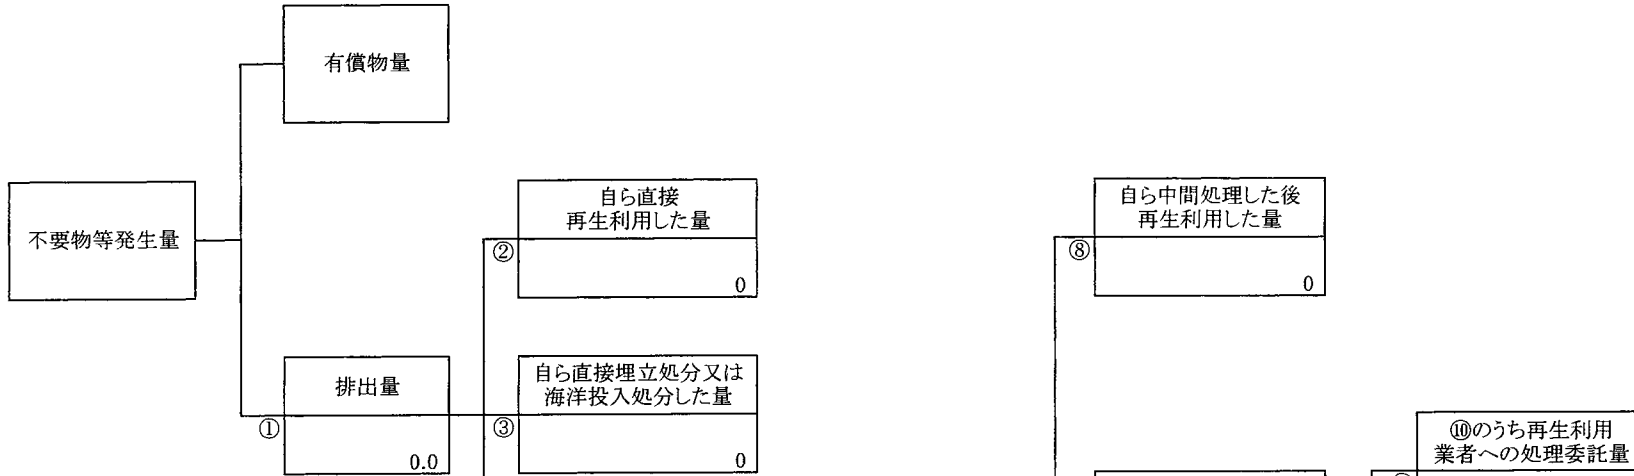 有償物量
不要物等発生量
自ら直接
再生利用した量
②
0
自ら中間処理した後
再生利用した量
⑧
0
排出量
①
0.0
自ら直接埋立処分又は
海洋投入処分した量
③
0
⑩のうち再生利用
業者への処理委託量